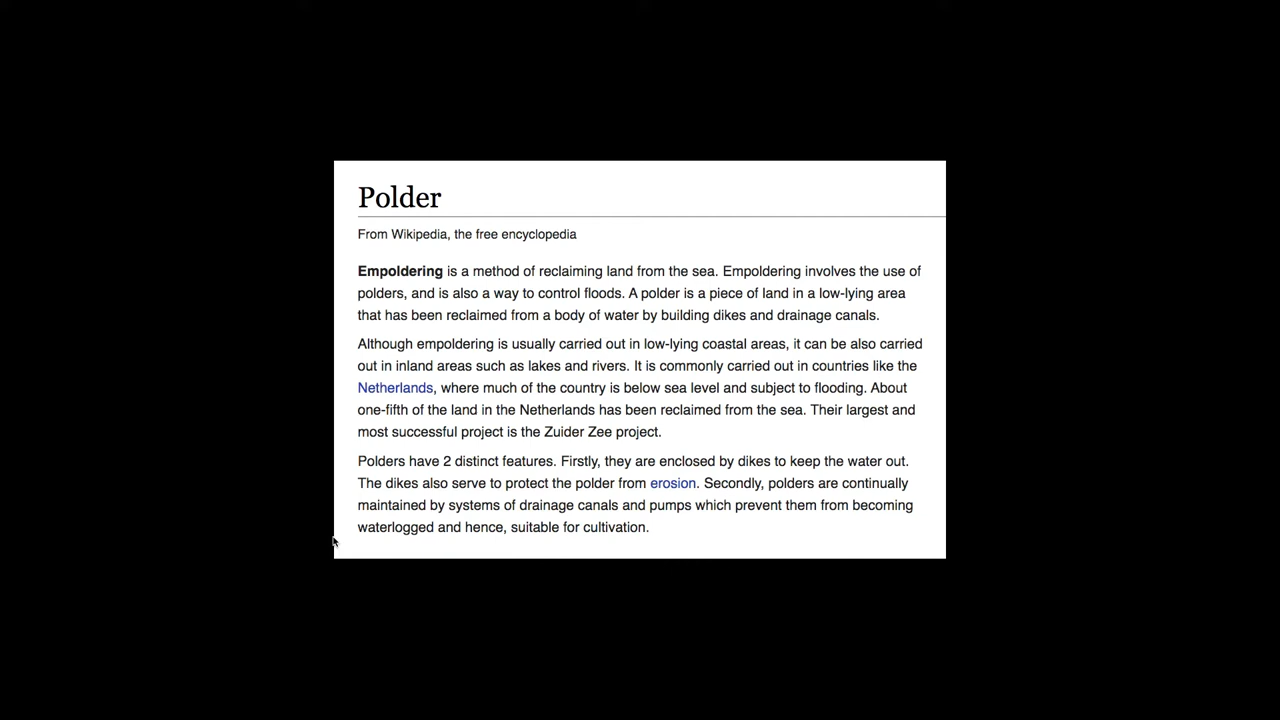 Polder
From Wikipedia, the free encyclopedia
Empoldering is a method of reclaiming land from the sea. Empoldering involves the use of
polders, and is also a way to control floods. A polder is a piece of land in a low-lying area
that has been reclaimed from a body of water by building dikes and drainage canals.
Although empoldering is usually carried out in low-lying coastal areas, it can be also carried
out in inland areas such as lakes and rivers. It is commonly carried out in countries like the
Netherlands, where much of the country is below sea level and subject to flooding. About
one-fifth of the land in the Netherlands has been reclaimed from the sea. Their largest and
most successful project is the Zuider Zee project.
Polders have 2 distinct features. Firstly, they are enclosed by dikes to keep the water out.
The dikes also serve to protect the polder from erosion. Secondly, polders are continually
maintained by systems of drainage canals and pumps which prevent them from becoming
waterlogged and hence, suitable for cultivation.